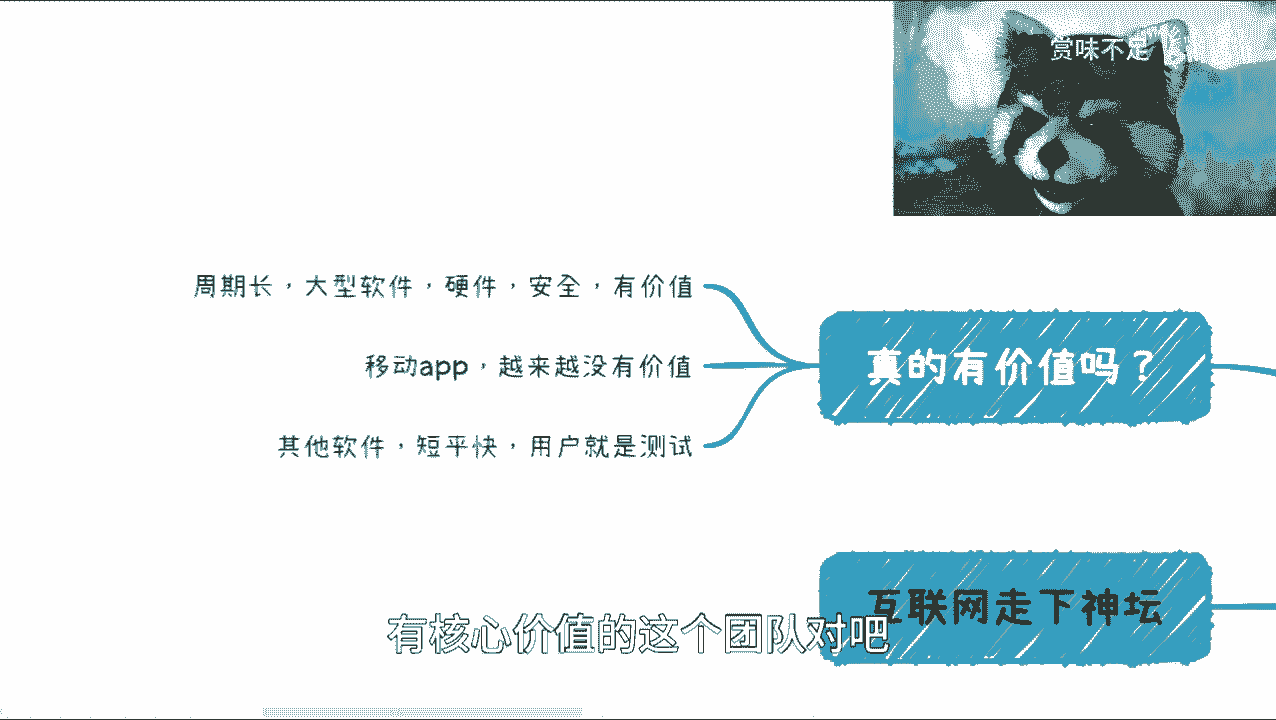 赏味不足
周期长,大型软件,硬件,安全,有价值
真的有价值吗?
移动app,越来越没有价值
其他软件,短平快,用户就是测试
互联网走下神坛
有核心价值的这个团队对吧